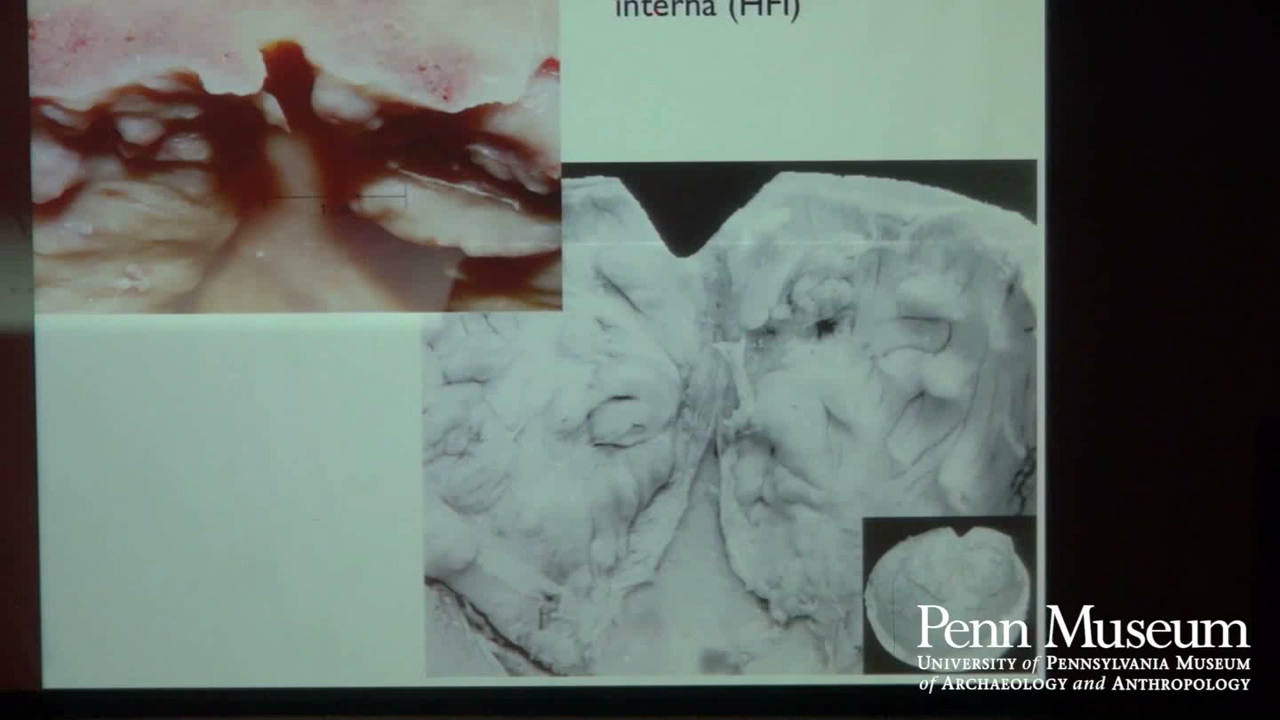 interna (HFI)
Penn Museum
UNIVERSITY of PENNSYLVANIA MUSEUM
of ARCHAEOLOGY and ANTHROPOLOGY